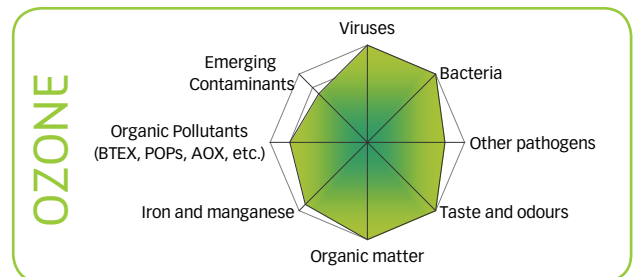 OZONE
Viruses
Emerging
Contaminants
Bacteria
Organic Pollutants
(BTEX, POPs, AOX, etc.)
Other pathogens
Iron and manganese
Taste and odours
Organic matter